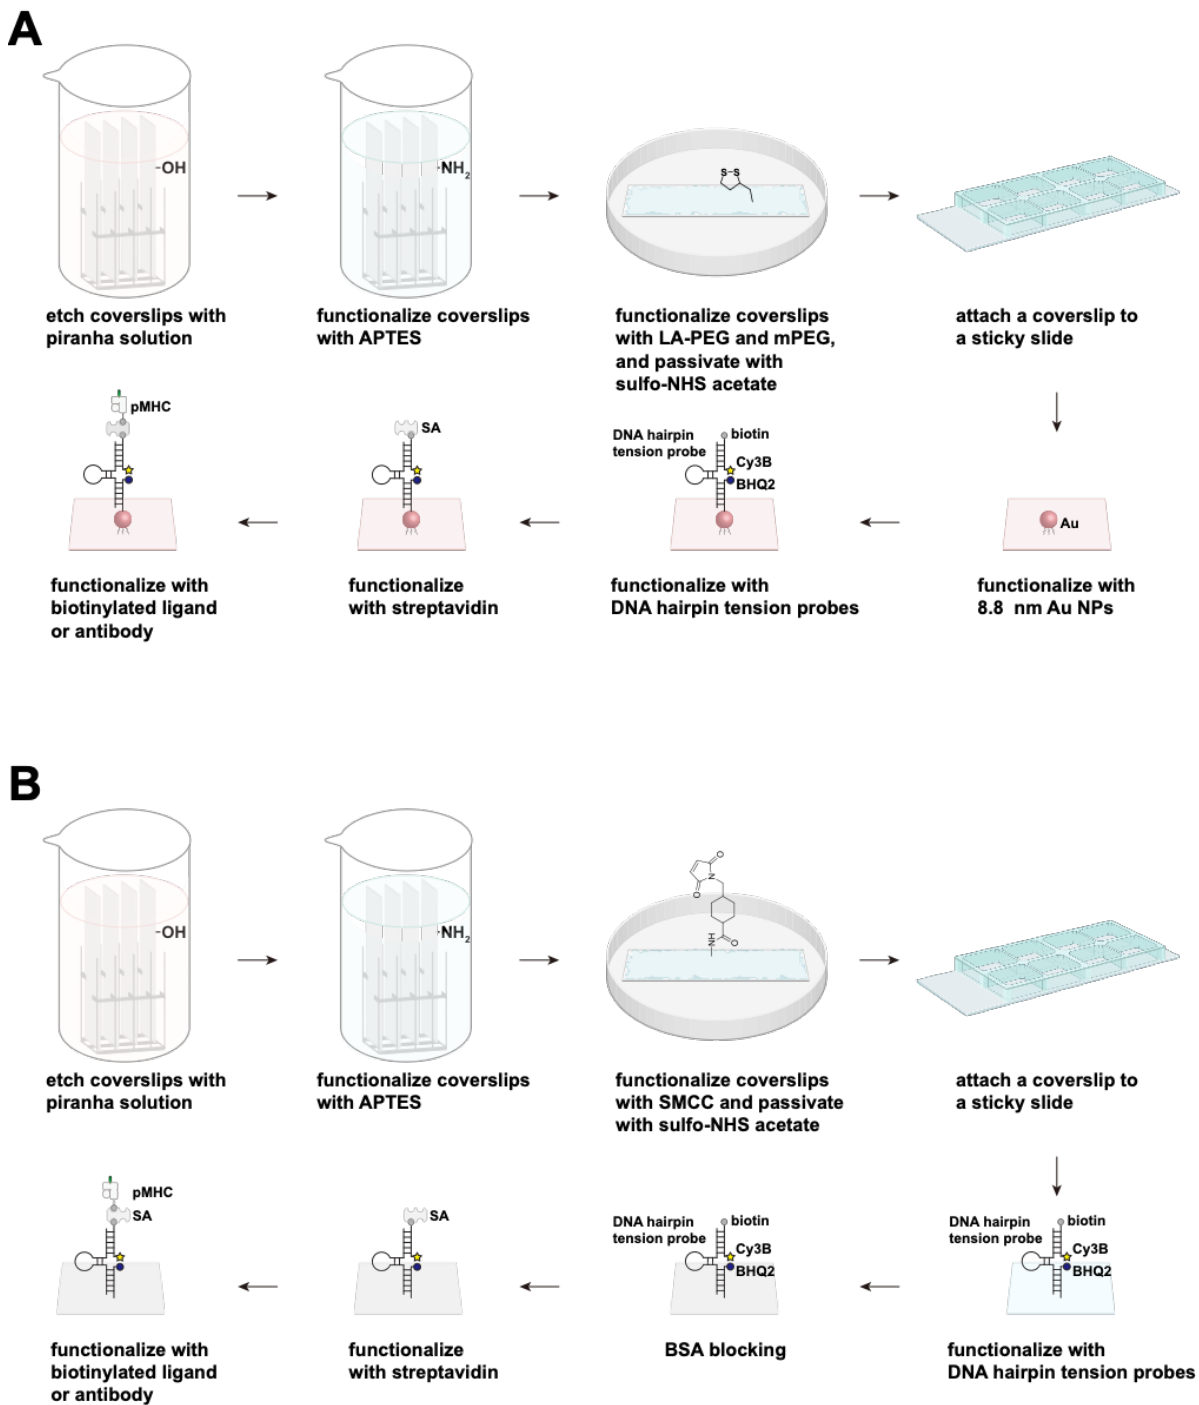 A
-OH
-NH2
S-S
etch coverslips with
piranha solution
functionalize coverslips
with APTES
functionalize coverslips
with LA-PEG and mPEG,
and passivate with
sulfo-NHS acetate
attach a coverslip to
a sticky slide
pMHC
SA
DNA hairpin
tension probe
biotin
Cy3B
BHQ2
Au
functionalize with
biotinylated ligand
or antibody
functionalize
with streptavidin
functionalize with
DNA hairpin tension probes
functionalize with
8.8 nm Au NPs
B
-OH
-NH2
O
N
O
NH
O
etch coverslips with
piranha solution
functionalize coverslips
with APTES
functionalize coverslips
with SMCC and passivate
with sulfo-NHS acetate
attach a coverslip to
a sticky slide
pMHC
SA
SA
DNA hairpin
tension probe
biotin
Cy3B
BHQ2
DNA hairpin
tension probe
biotin
Cy3B
BHQ2
functionalize with
biotinylated ligand
or antibody
functionalize
with streptavidin
BSA blocking
functionalize with
DNA hairpin tension probes